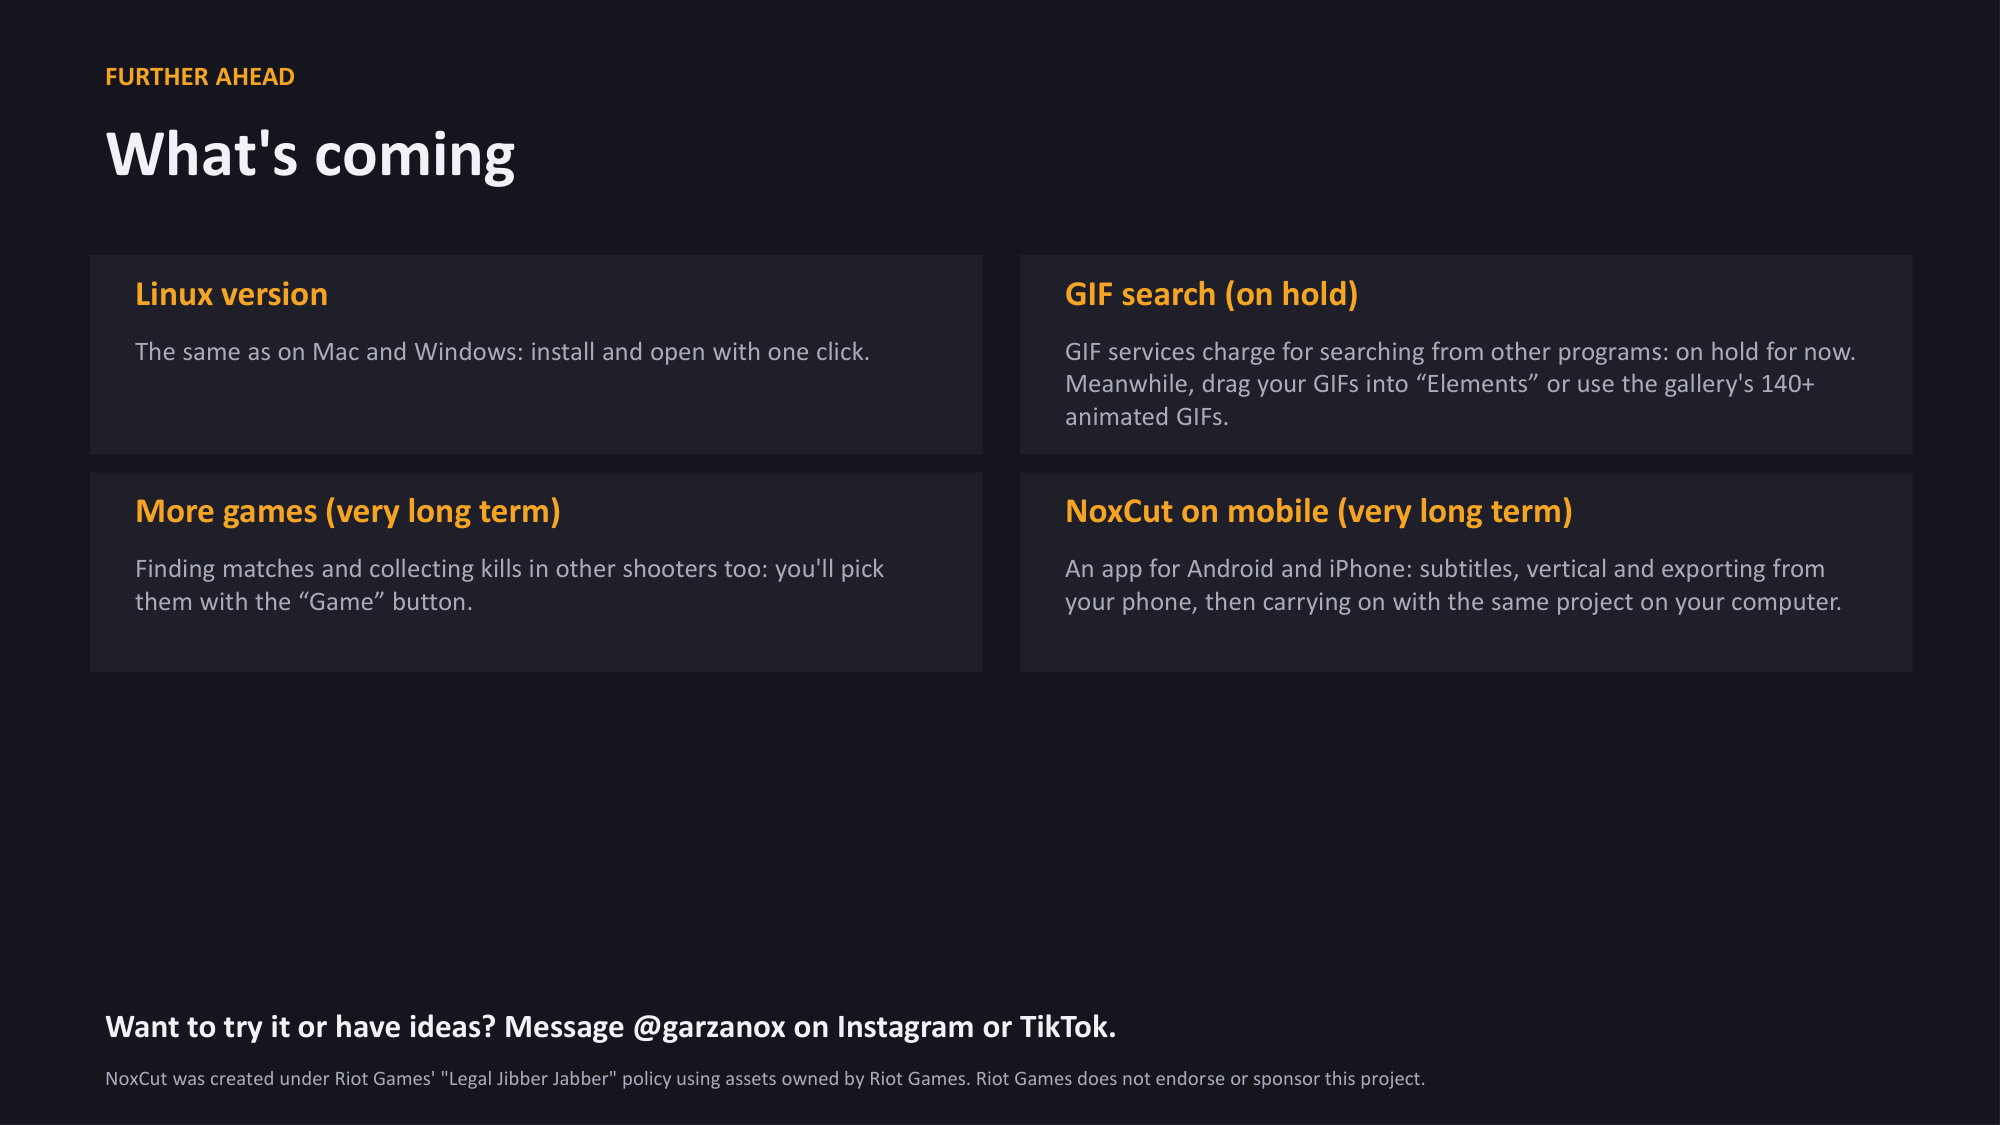 FURTHER AHEAD
What's coming
Linux version
The same as on Mac and Windows: install and open with one click.
GIF search (on hold)
GIF services charge for searching from other programs: on hold for now.
Meanwhile, drag your GIFs into “Elements” or use the gallery's 140+
animated GIFs.
More games (very long term)
Finding matches and collecting kills in other shooters too: you'll pick
them with the “Game” button.
NoxCut on mobile (very long term)
An app for Android and iPhone: subtitles, vertical and exporting from
your phone, then carrying on with the same project on your computer.
Want to try it or have ideas? Message @garzanox on Instagram or TikTok.
NoxCut was created under Riot Games' "Legal Jibber Jabber" policy using assets owned by Riot Games. Riot Games does not endorse or sponsor this project.